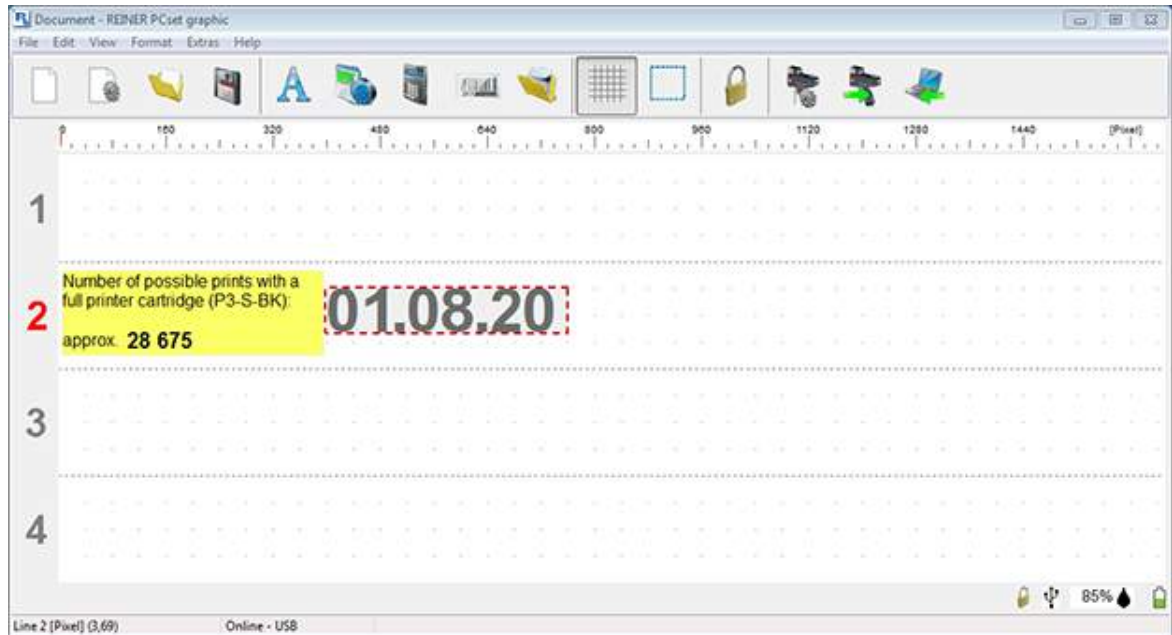 Document - REINER PCset graphic
File Edit View Format Extras Help
0 160 320 480 640 800 960 1120 1280 1440 [Pixel]
1
Number of possible prints with a
full printer cartridge (P3-S-BK):
approx. 28 675
2
01.08.20
3
4
85%
Line 2 [Pixel] (3,69) Online - USB